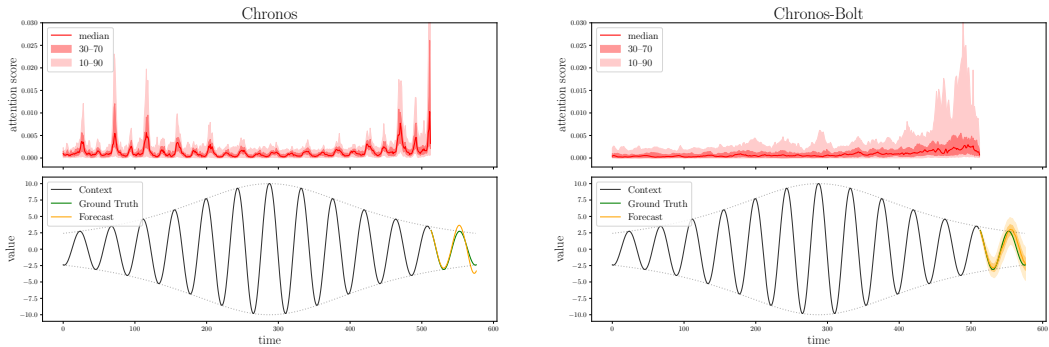 Chronos
0.030
0.025
0.020
0.015
0.010
0.005
0.000
attention score
median
30–70
10–90
10.0
7.5
5.0
2.5
0.0
−2.5
−5.0
−7.5
−10.0
value
Context
Ground Truth
Forecast
0 100 200 300 400 500 600
time
Chronos-Bolt
0.030
0.025
0.020
0.015
0.010
0.005
0.000
attention score
median
30–70
10–90
10.0
7.5
5.0
2.5
0.0
−2.5
−5.0
−7.5
−10.0
value
Context
Ground Truth
Forecast
0 100 200 300 400 500 600
time